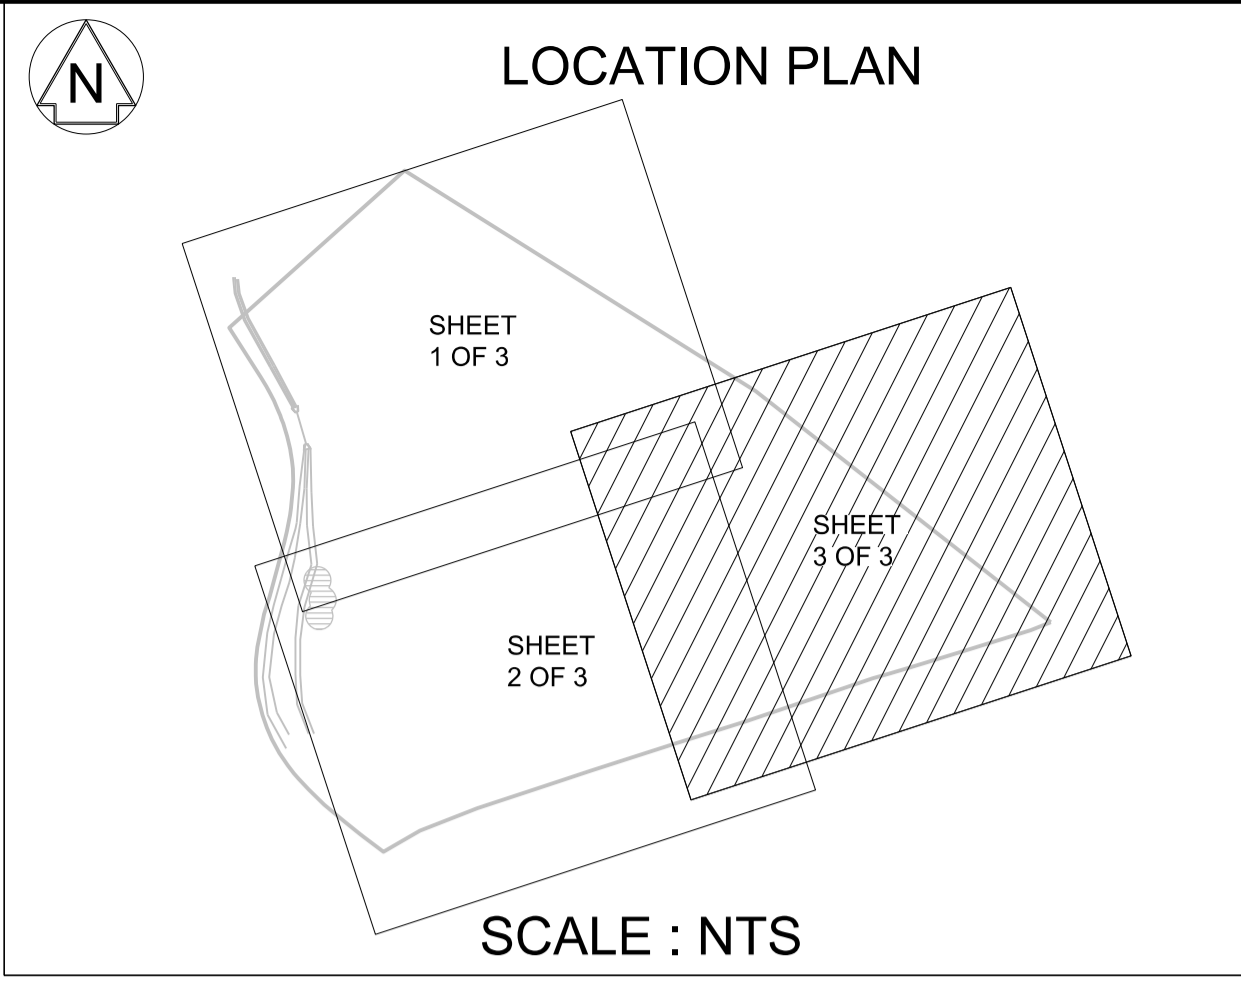 N
LOCATION PLAN
SHEET
1 OF 3
SHEET
3 OF 3
SHEET
2 OF 3
SCALE : NTS